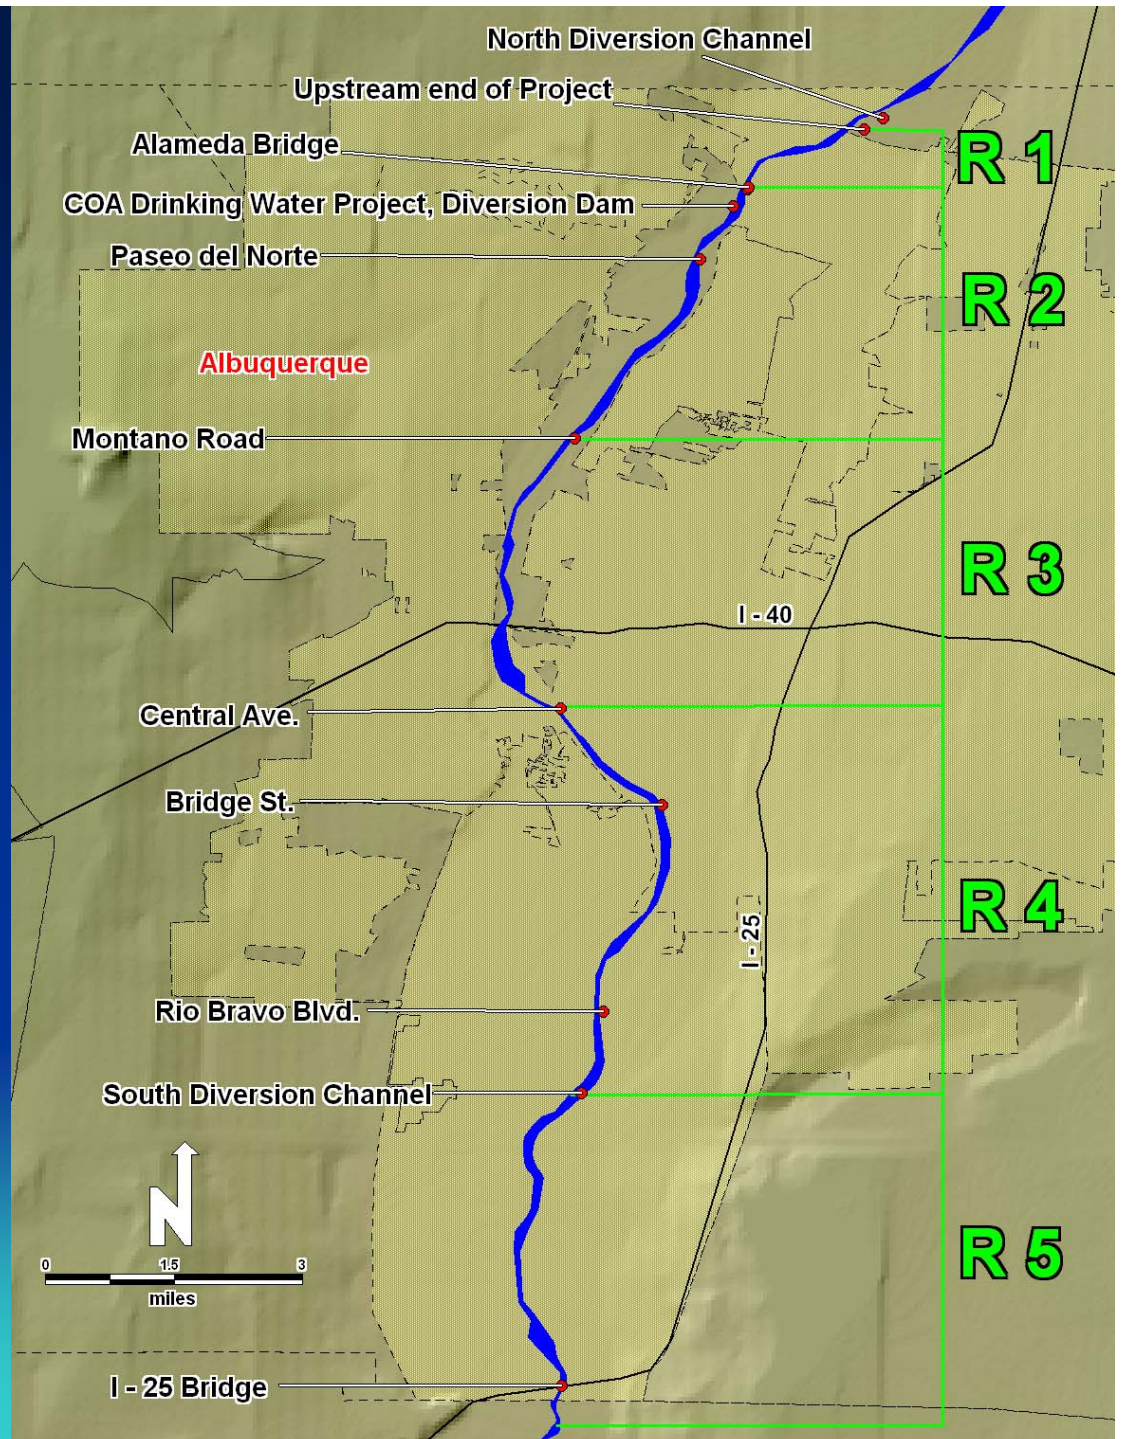 North Diversion Channel
Upstream end of Project
Alameda Bridge
R 1
COA Drinking Water Project, Diversion Dam
Paseo del Norte
R 2
Albuquerque
Montano Road
R 3
I - 40
Central Ave.
Bridge St.
R 4
I - 25
Rio Bravo Blvd.
South Diversion Channel
N
R 5
0 1.5 3
miles
I - 25 Bridge